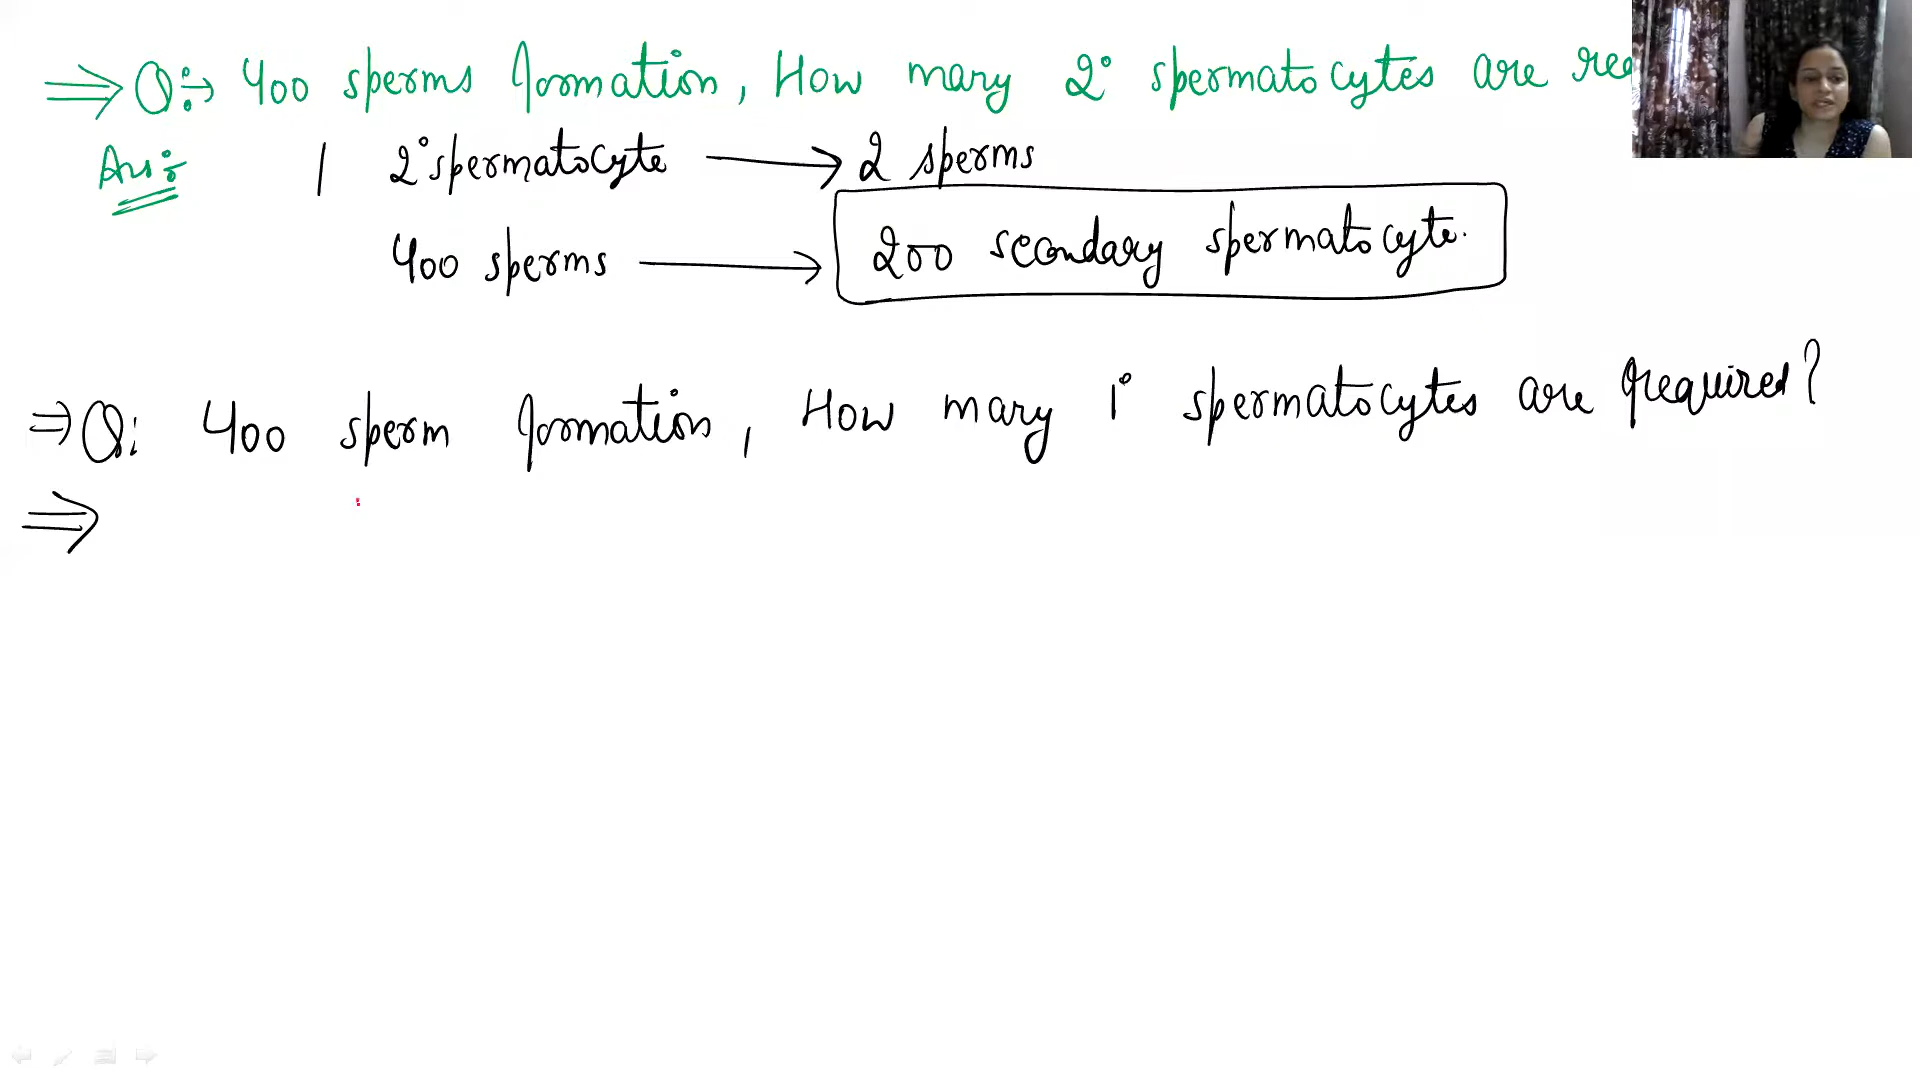 ⇒ Q:→ 400 sperms formation, How many 2° spermatocytes are
Ans:- 1 2° spermatocyte → 2 sperms
400 sperms → 200 secondary spermatocyte.
⇒ Q: 400 sperm formation, How many 1° spermatocytes are required?
⇒